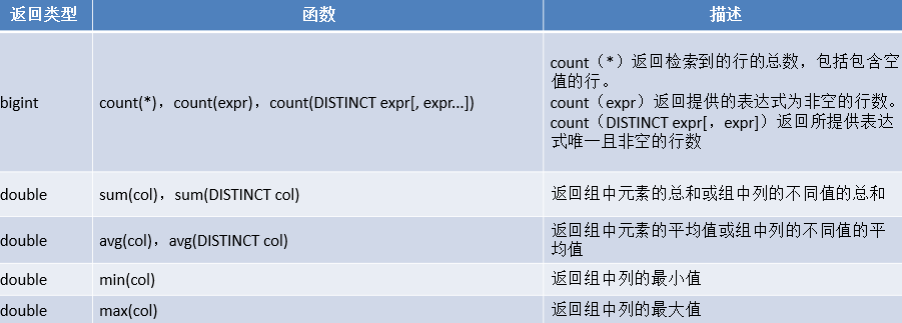 返回类型 函数 描述
bigint count(*)，count(expr)，count(DISTINCT expr[, expr...]) count（*）返回检索到的行的总数，包括包含空
值的行。
count（expr）返回提供的表达式为非空的行数。
count（DISTINCT expr[，expr]）返回所提供表达
式唯一且非空的行数
double sum(col)，sum(DISTINCT col) 返回组中元素的总和或组中列的不同值的总和
double avg(col)，avg(DISTINCT col) 返回组中元素的平均值或组中列的不同值的平
均值
double min(col) 返回组中列的最小值
double max(col) 返回组中列的最大值